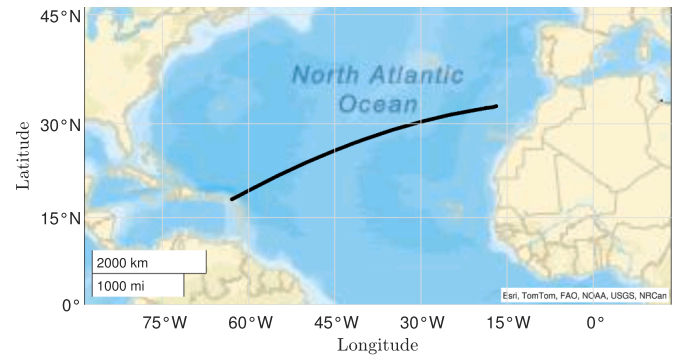 45°N
North Atlantic
Ocean
30°N
Latitude
15°N
2000 km
1000 mi
Esri, TomTom, FAO, NOAA, USGS, NRCan
0°
75°W 60°W 45°W 30°W 15°W 0°
Longitude